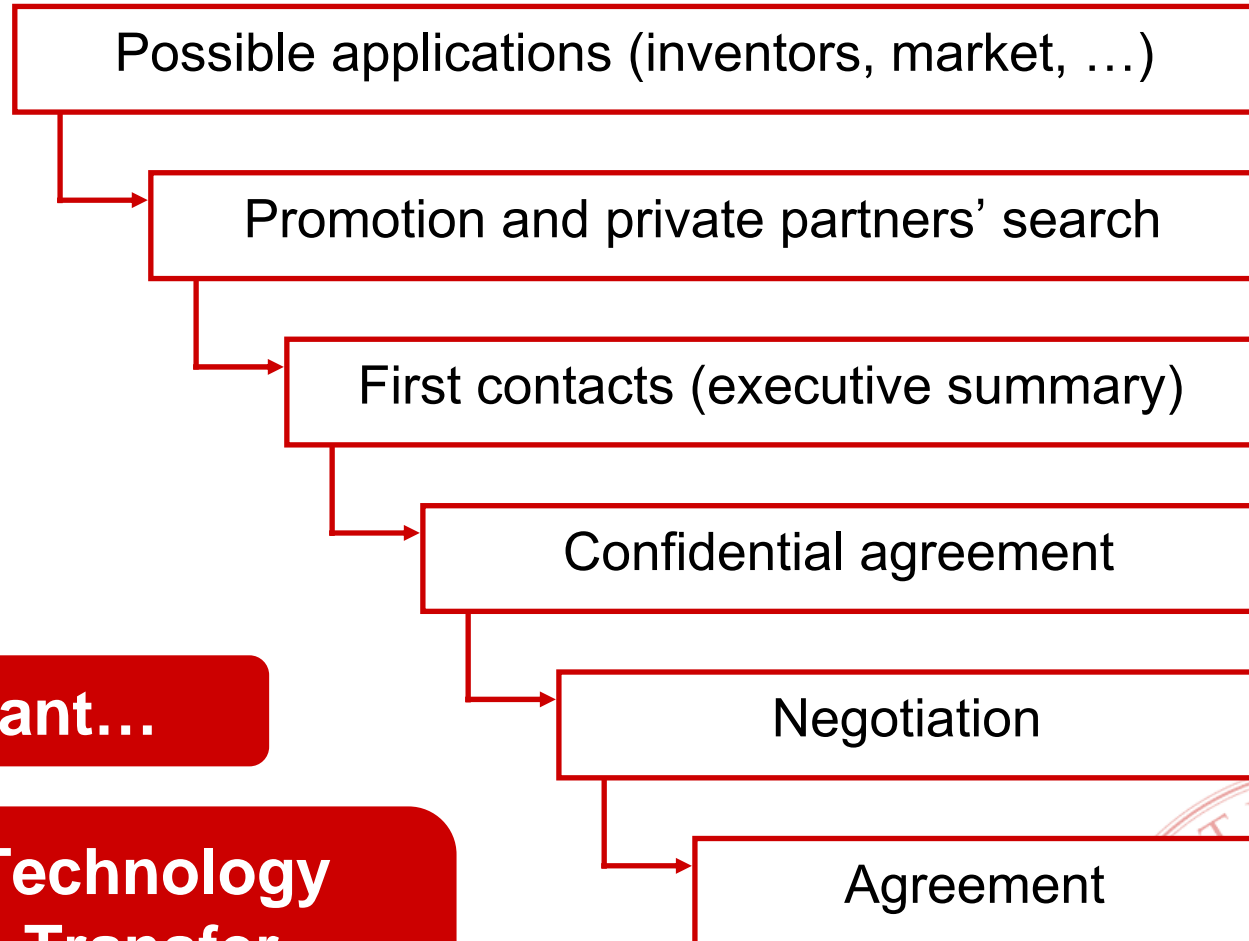 Possible applications (inventors, market, …)
Promotion and private partners’ search
First contacts (executive summary)
Confidential agreement
ant…
Negotiation
Technology
Transfer
Agreement